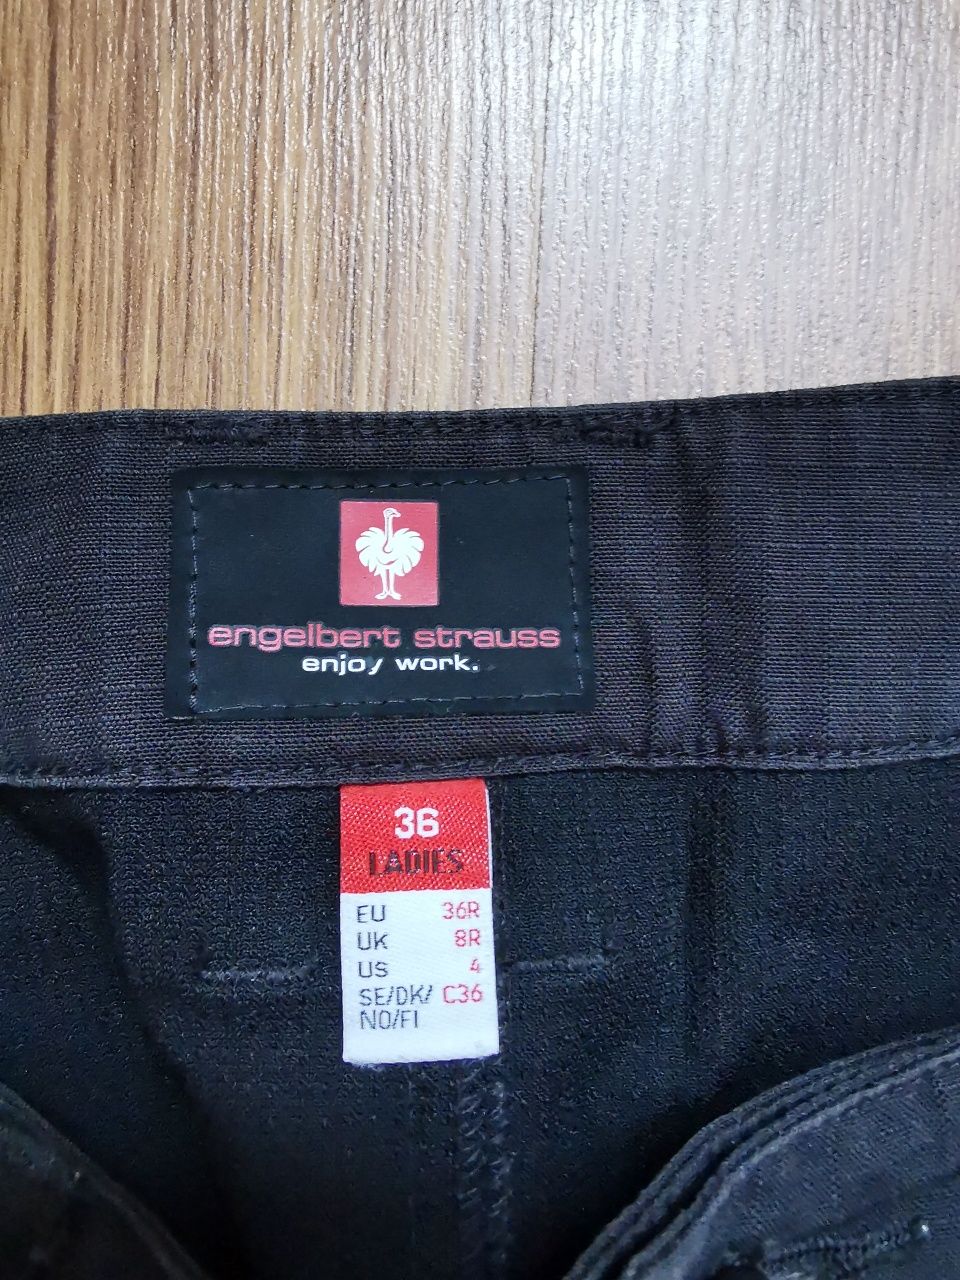 engelbert strauss
enjoy work.
36
LADIES
EU 36R
UK 8R
US 4
SE/DK/ C36
NO/FI